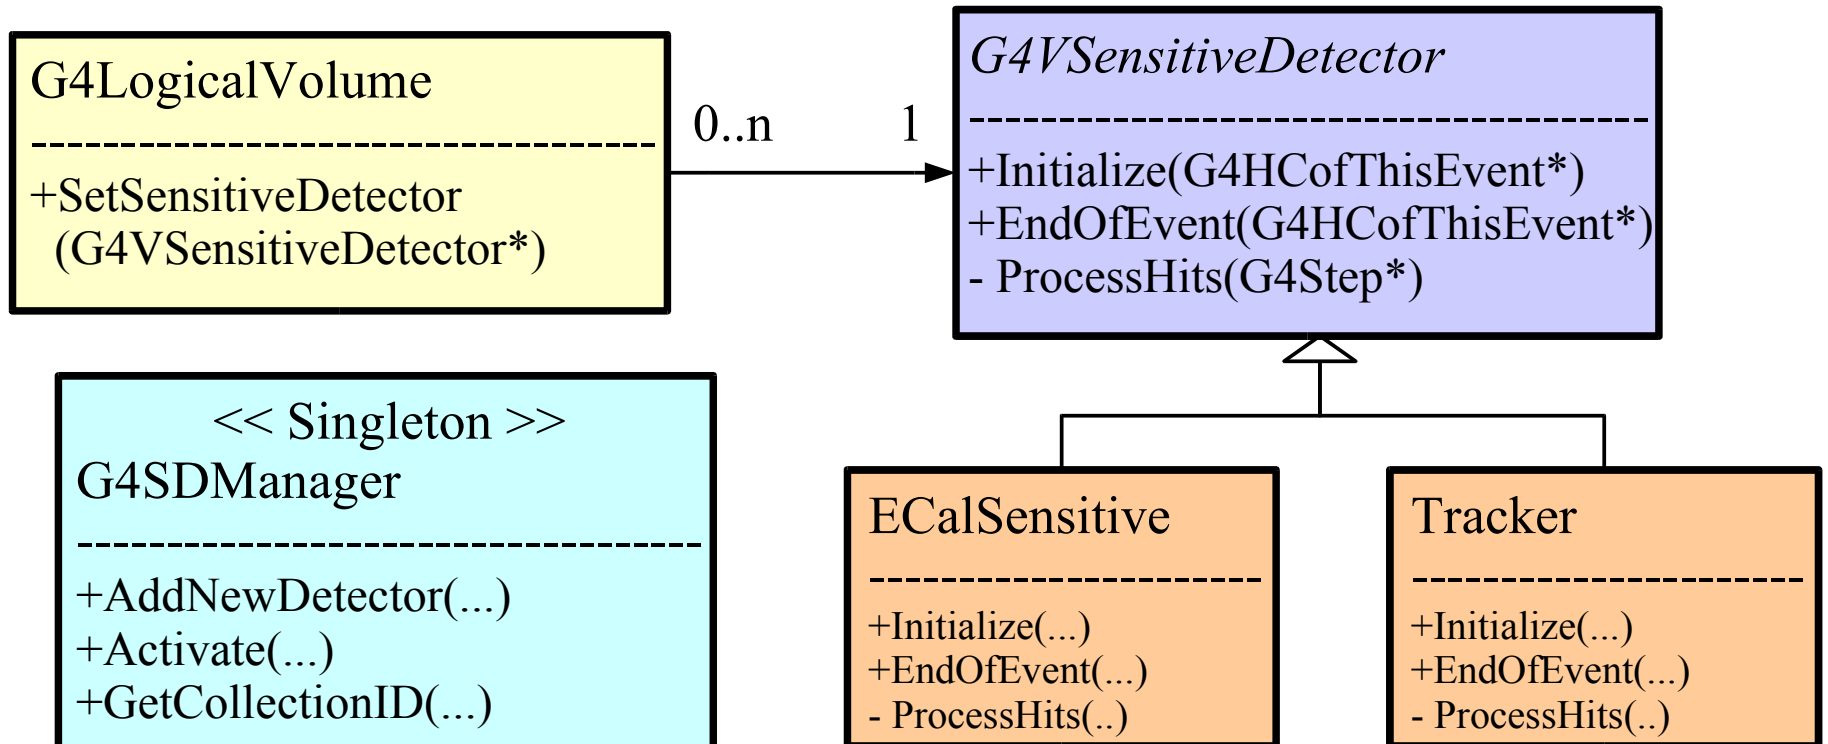 G4LogicalVolume
+SetSensitiveDetector
(G4VSensitiveDetector*)
0..n
1
G4VSensitiveDetector
+Initialize(G4HCofThisEvent*)
+EndOfEvent(G4HCofThisEvent*)
- ProcessHits(G4Step*)
<< Singleton >>
G4SDManager
+AddNewDetector(...)
+Activate(...)
+GetCollectionID(...)
ECalSensitive
+Initialize(...)
+EndOfEvent(...)
- ProcessHits(..)
Tracker
+Initialize(...)
+EndOfEvent(...)
- ProcessHits(..)